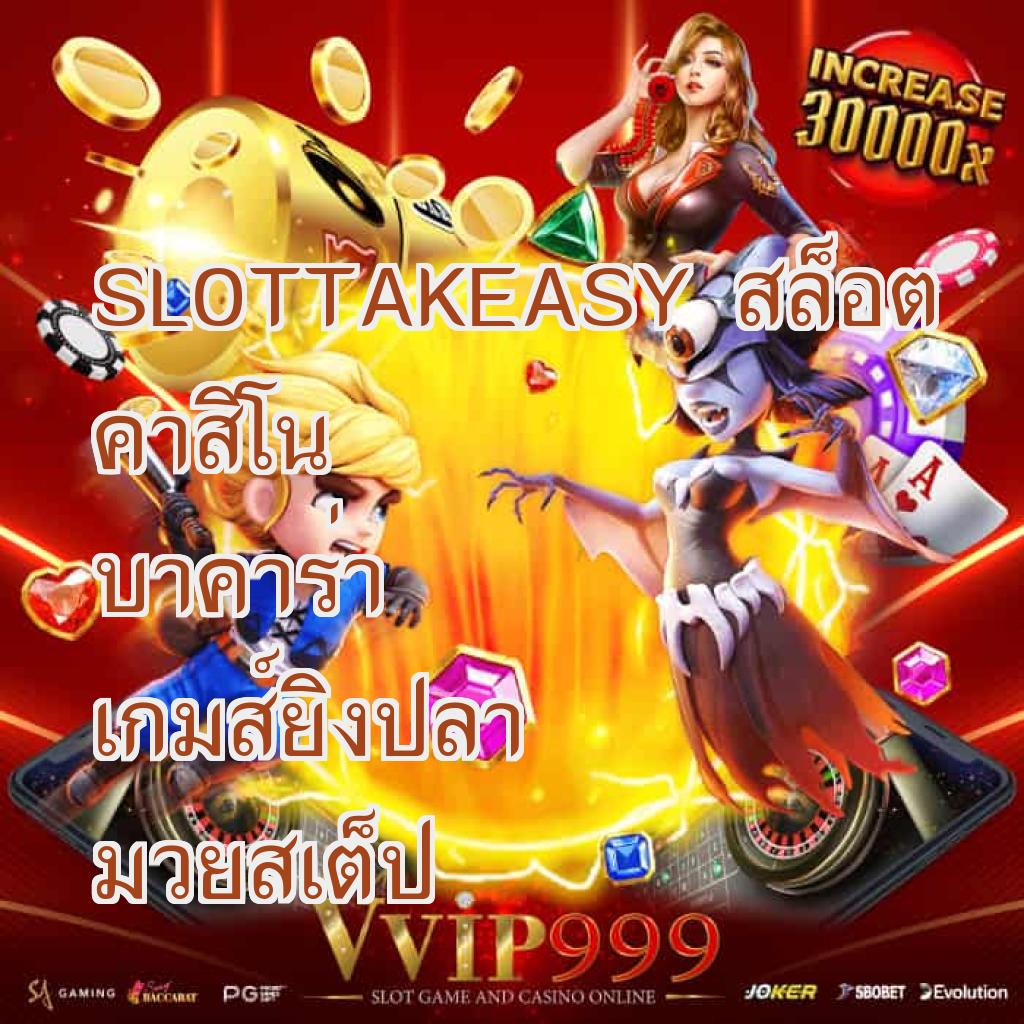 INCREASE
30000x
SLOTTAKEASY สล็อต
คาสิโน
บาคาร่า
เกมส์ยิงปลา
มวยสเต็ป
VVIP999
SLOT GAME AND CASINO ONLINE
SA GAMING
Sexy BACCARAT
PG
JOKER
SBOBET
Evolution
A
A